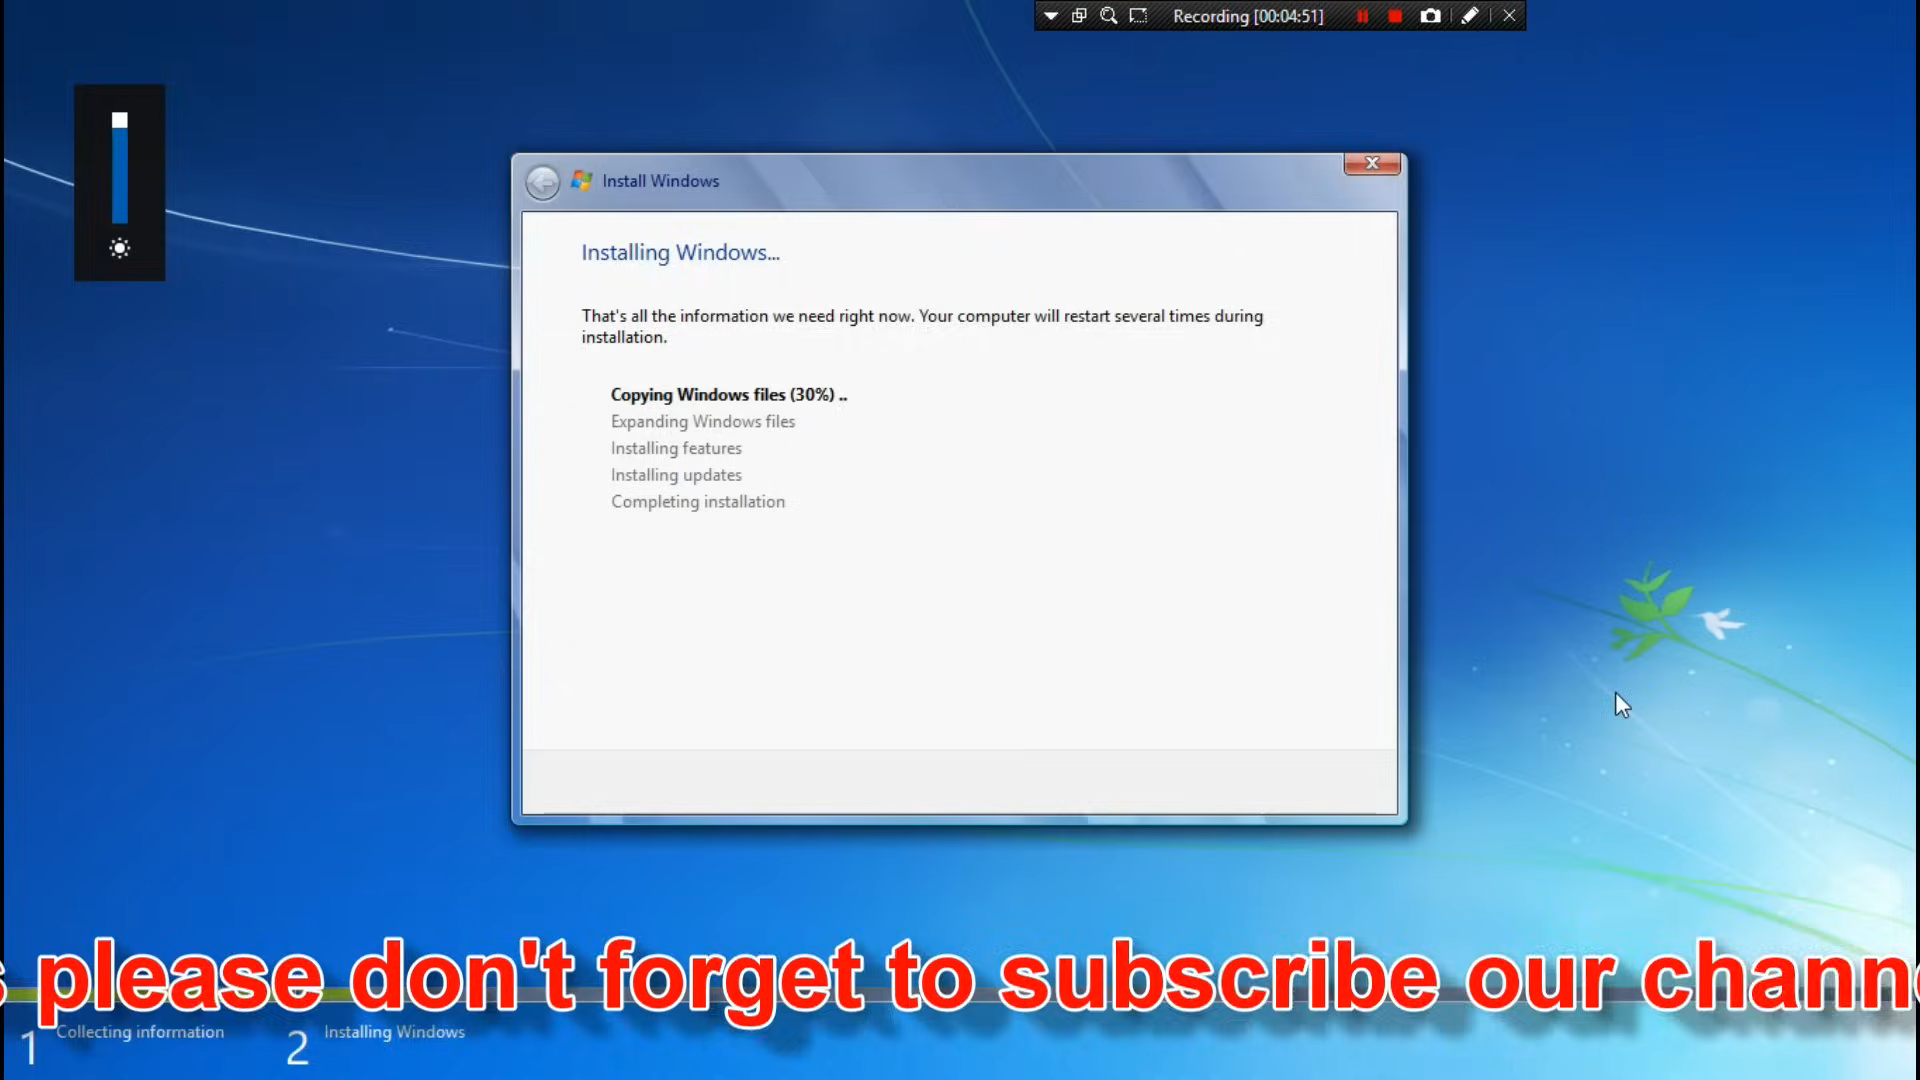 Recording [00:04:51]
Install Windows
Installing Windows...
That's all the information we need right now. Your computer will restart several times during
installation.
Copying Windows files (30%) ..
Expanding Windows files
Installing features
Installing updates
Completing installation
please don't forget to subscribe our
1 Collecting information 2 Installing Windows